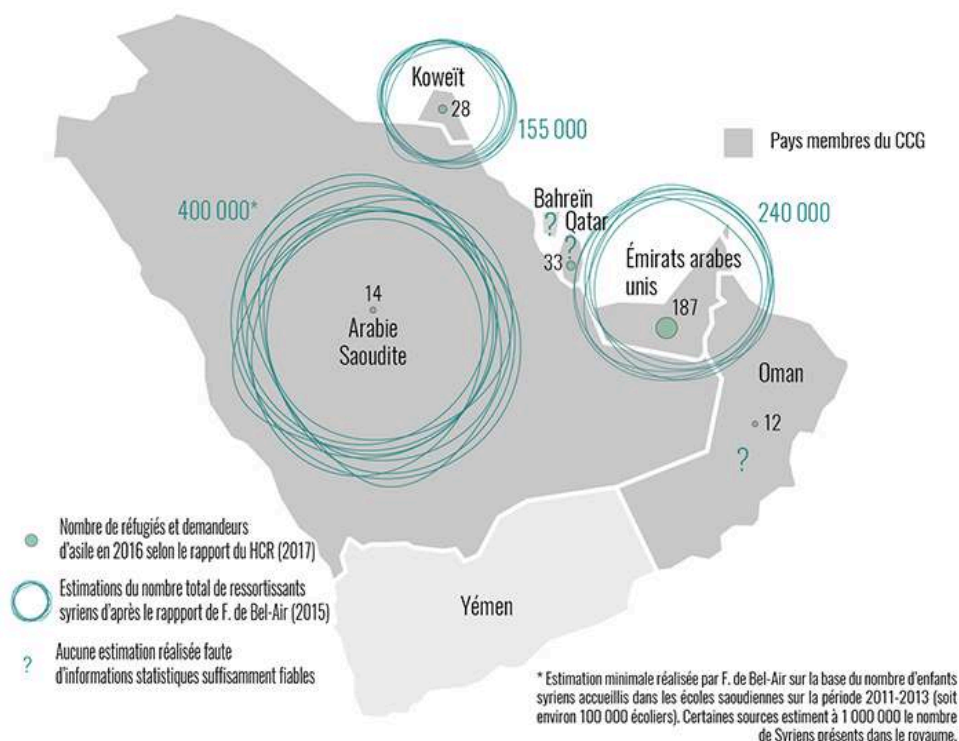 Koweït
28
155 000
Pays membres du CCG
400 000*
Bahreïn
?
Qatar
?
33
240 000
Émirats arabes
unis
187
14
Arabie
Saoudite
Oman
12
?
Yémen
Nombre de réfugiés et demandeurs
d'asile en 2016 selon le rapport du HCR (2017)
Estimations du nombre total de ressortissants
syriens d'après le rappport de F. de Bel-Air (2015)
?
Aucune estimation réalisée faute
d'informations statistiques suffisamment fiables
* Estimation minimale réalisée par F. de Bel-Air sur la base du nombre d'enfants
syriens accueillis dans les écoles saoudiennes sur la période 2011-2013 (soit
environ 100 000 écoliers). Certaines sources estiment à 1 000 000 le nombre
de Syriens présents dans le royaume.